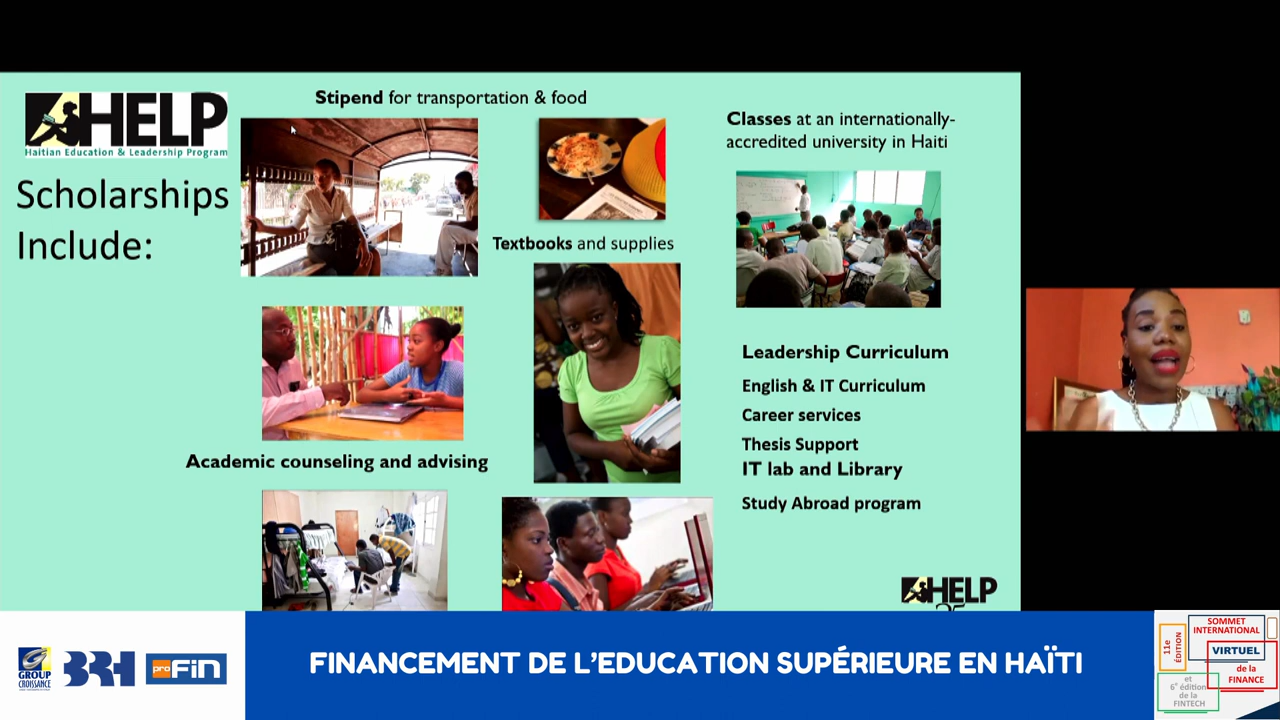 HELP
Haitian Education & Leadership Program
Scholarships
Include:
Stipend for transportation & food
Textbooks and supplies
Classes at an internationally-
accredited university in Haiti
Academic counseling and advising
Leadership Curriculum
English & IT Curriculum
Career services
Thesis Support
IT lab and Library
Study Abroad program
HELP
GROUP
CROISSANCE
BRH
proFin
FINANCEMENT DE L’EDUCATION SUPÉRIEURE EN HAÏTI
11e
ÉDITION
SOMMET
INTERNATIONAL
VIRTUEL
de la
FINANCE
et
6e édition
de la
FINTECH